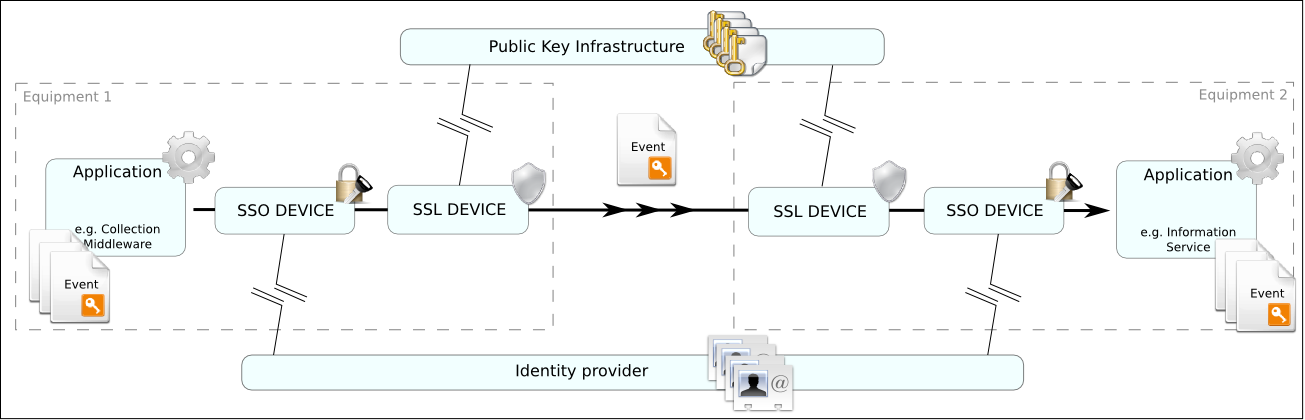 Public Key Infrastructure
Equipment 1
Equipment 2
Application
e.g. Collection
Middleware
Event
SSO DEVICE
SSL DEVICE
Event
SSL DEVICE
SSO DEVICE
Application
e.g. Information
Service
Event
Identity provider
@
@